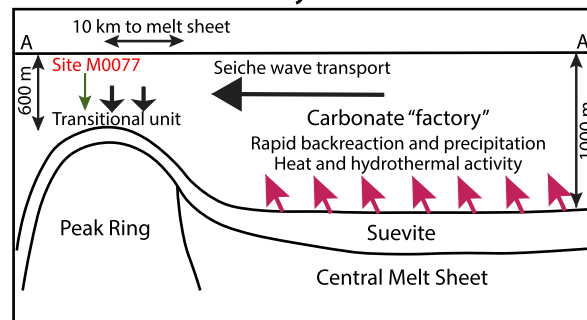 10 km to melt sheet
A
A
Site M0077
Seiche wave transport
600 m
1000 m
Transitional unit
Carbonate "factory"
Rapid backreaction and precipitation
Heat and hydrothermal activity
Peak Ring
Suevite
Central Melt Sheet